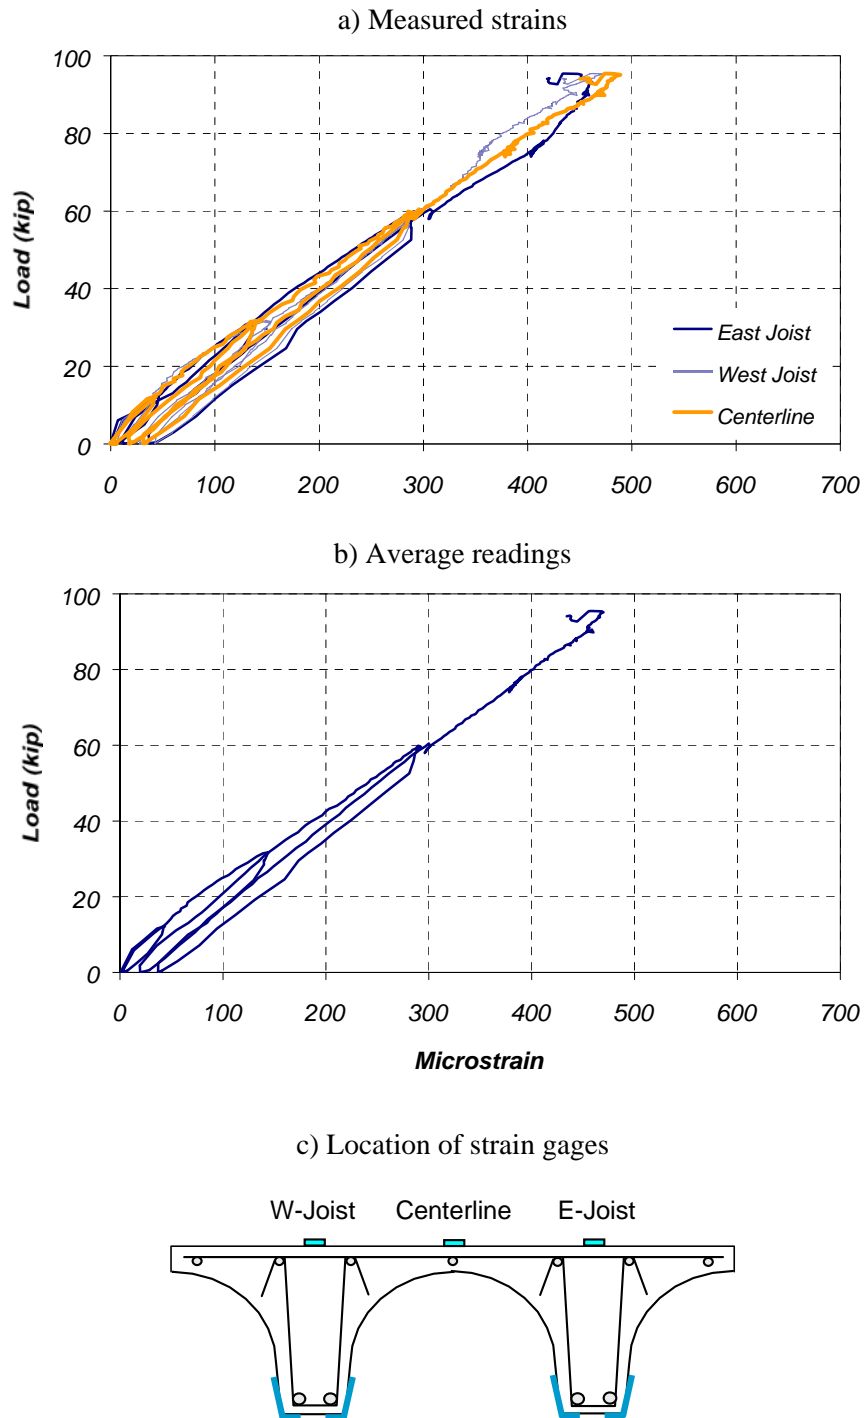 a) Measured strains
100
80
60
40
20
0
Load (kip)
East Joist
West Joist
Centerline
0 100 200 300 400 500 600 700
b) Average readings
100
80
60
40
20
0
Load (kip)
0 100 200 300 400 500 600 700
Microstrain
c) Location of strain gages
W-Joist Centerline E-Joist